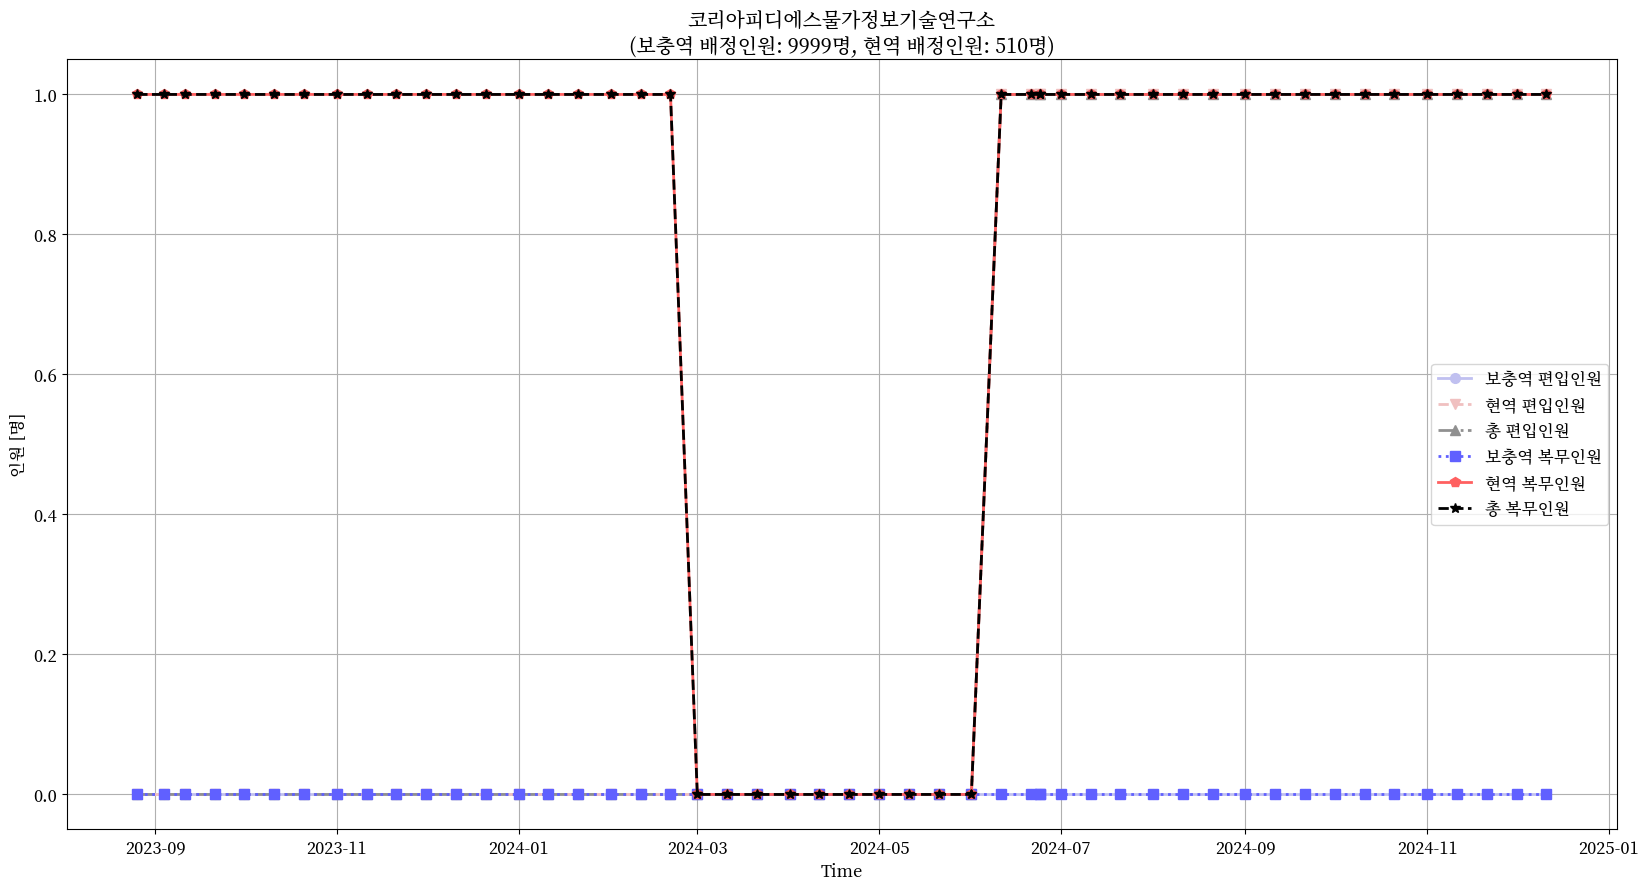 코리아피디에스물가정보기술연구소
(보충역 배정인원: 9999명, 현역 배정인원: 510명)
1.0
0.8
0.6
0.4
0.2
0.0
인원 [명]
보충역 편입인원
현역 편입인원
총 편입인원
보충역 복무인원
현역 복무인원
총 복무인원
2023-09 2023-11 2024-01 2024-03 2024-05 2024-07 2024-09 2024-11 2025-01
Time